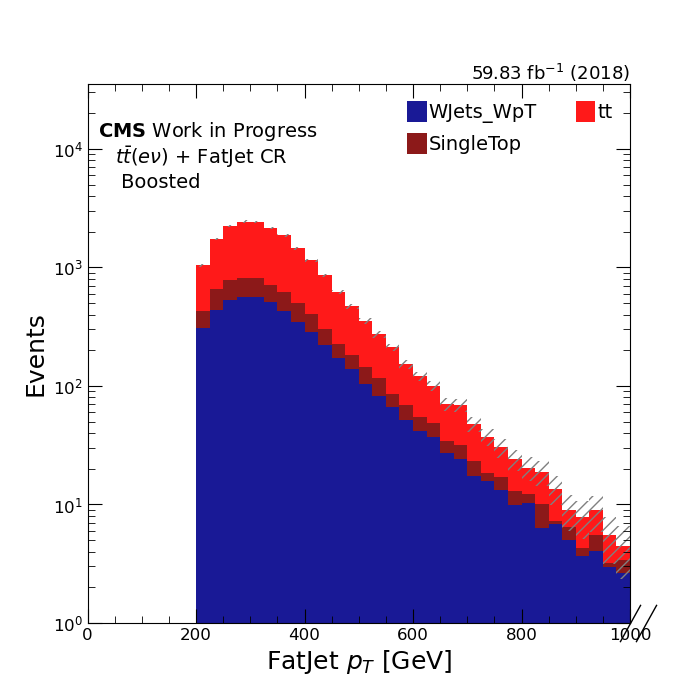 59.83 fb⁻¹ (2018)
WJets_WpT
tt
SingleTop
CMS Work in Progress
tt̄(eν) + FatJet CR
Boosted
Events
10⁴
10³
10²
10¹
10⁰
0 200 400 600 800 1000
FatJet p_T [GeV]